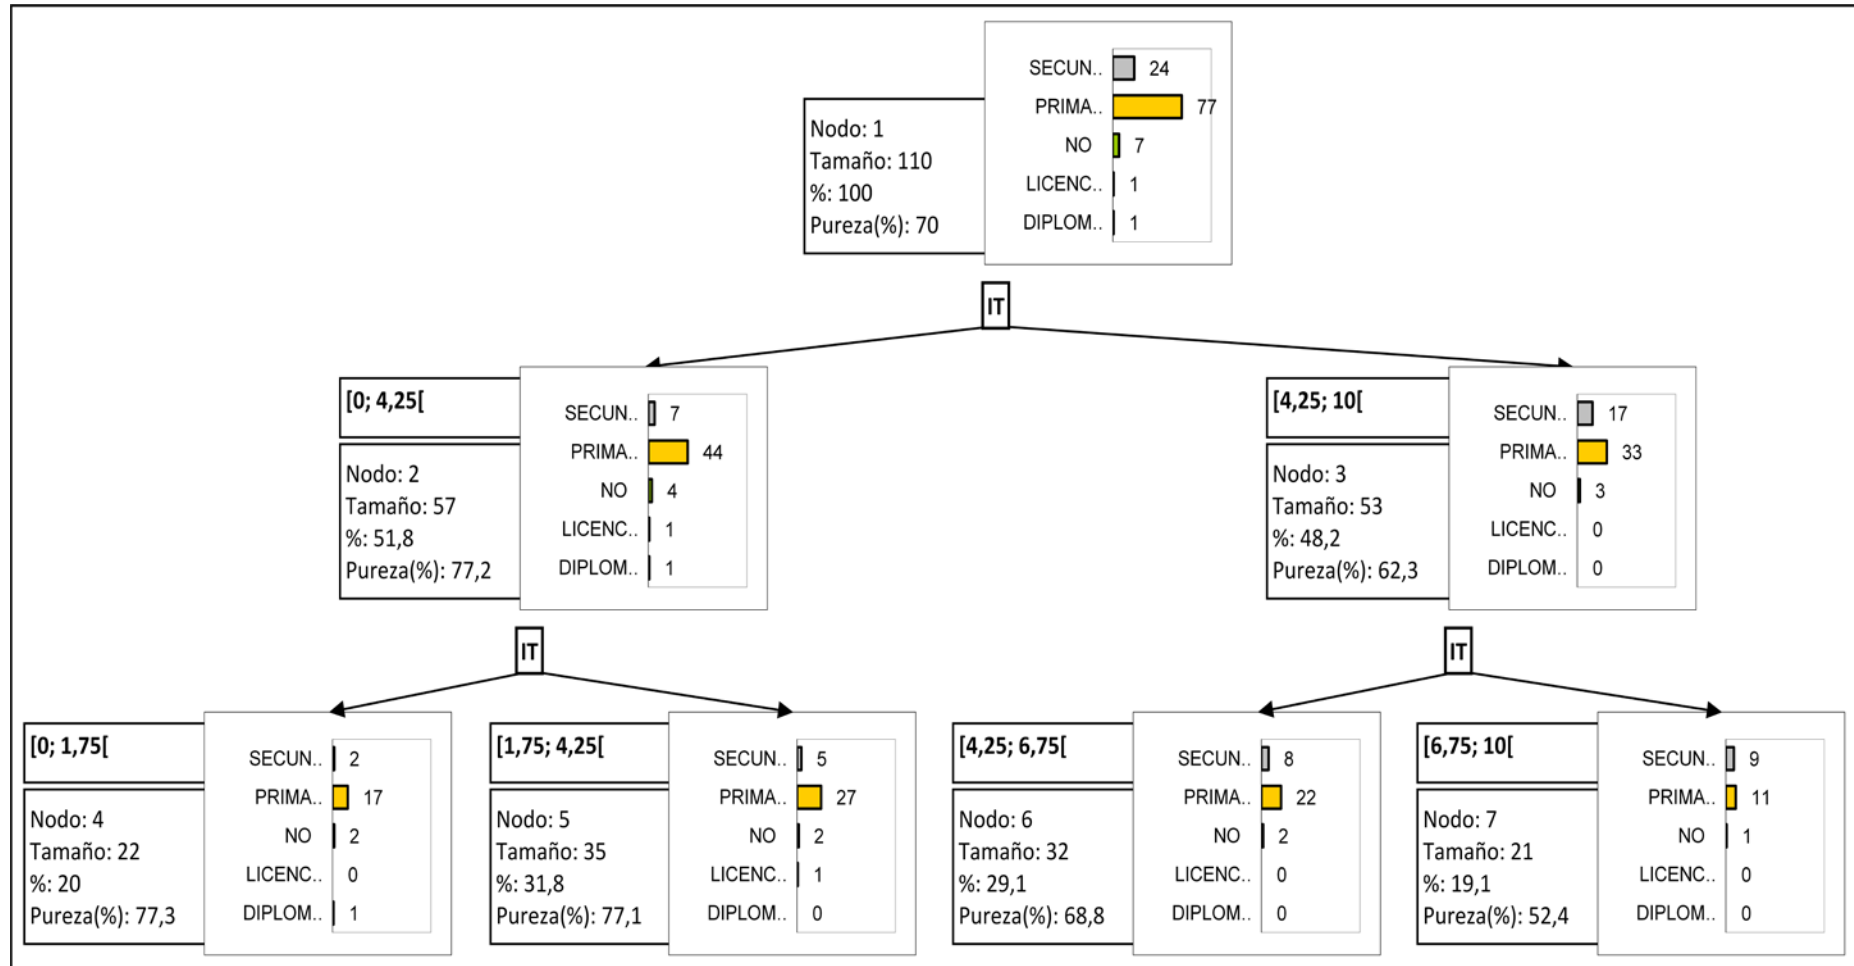 SECUN.. 24
PRIMA.. 77
NO 7
LICENC.. 1
DIPLOM.. 1
Nodo: 1
Tamaño: 110
%: 100
Pureza(%): 70
IT
[0; 4,25[
Nodo: 2
Tamaño: 57
%: 51,8
Pureza(%): 77,2
SECUN.. 7
PRIMA.. 44
NO 4
LICENC.. 1
DIPLOM.. 1
[4,25; 10[
Nodo: 3
Tamaño: 53
%: 48,2
Pureza(%): 62,3
SECUN.. 17
PRIMA.. 33
NO 3
LICENC.. 0
DIPLOM.. 0
IT
IT
[0; 1,75[
Nodo: 4
Tamaño: 22
%: 20
Pureza(%): 77,3
SECUN.. 2
PRIMA.. 17
NO 2
LICENC.. 0
DIPLOM.. 1
[1,75; 4,25[
Nodo: 5
Tamaño: 35
%: 31,8
Pureza(%): 77,1
SECUN.. 5
PRIMA.. 27
NO 2
LICENC.. 1
DIPLOM.. 0
[4,25; 6,75[
Nodo: 6
Tamaño: 32
%: 29,1
Pureza(%): 68,8
SECUN.. 8
PRIMA.. 22
NO 2
LICENC.. 0
DIPLOM.. 0
[6,75; 10[
Nodo: 7
Tamaño: 21
%: 19,1
Pureza(%): 52,4
SECUN.. 9
PRIMA.. 11
NO 1
LICENC.. 0
DIPLOM.. 0